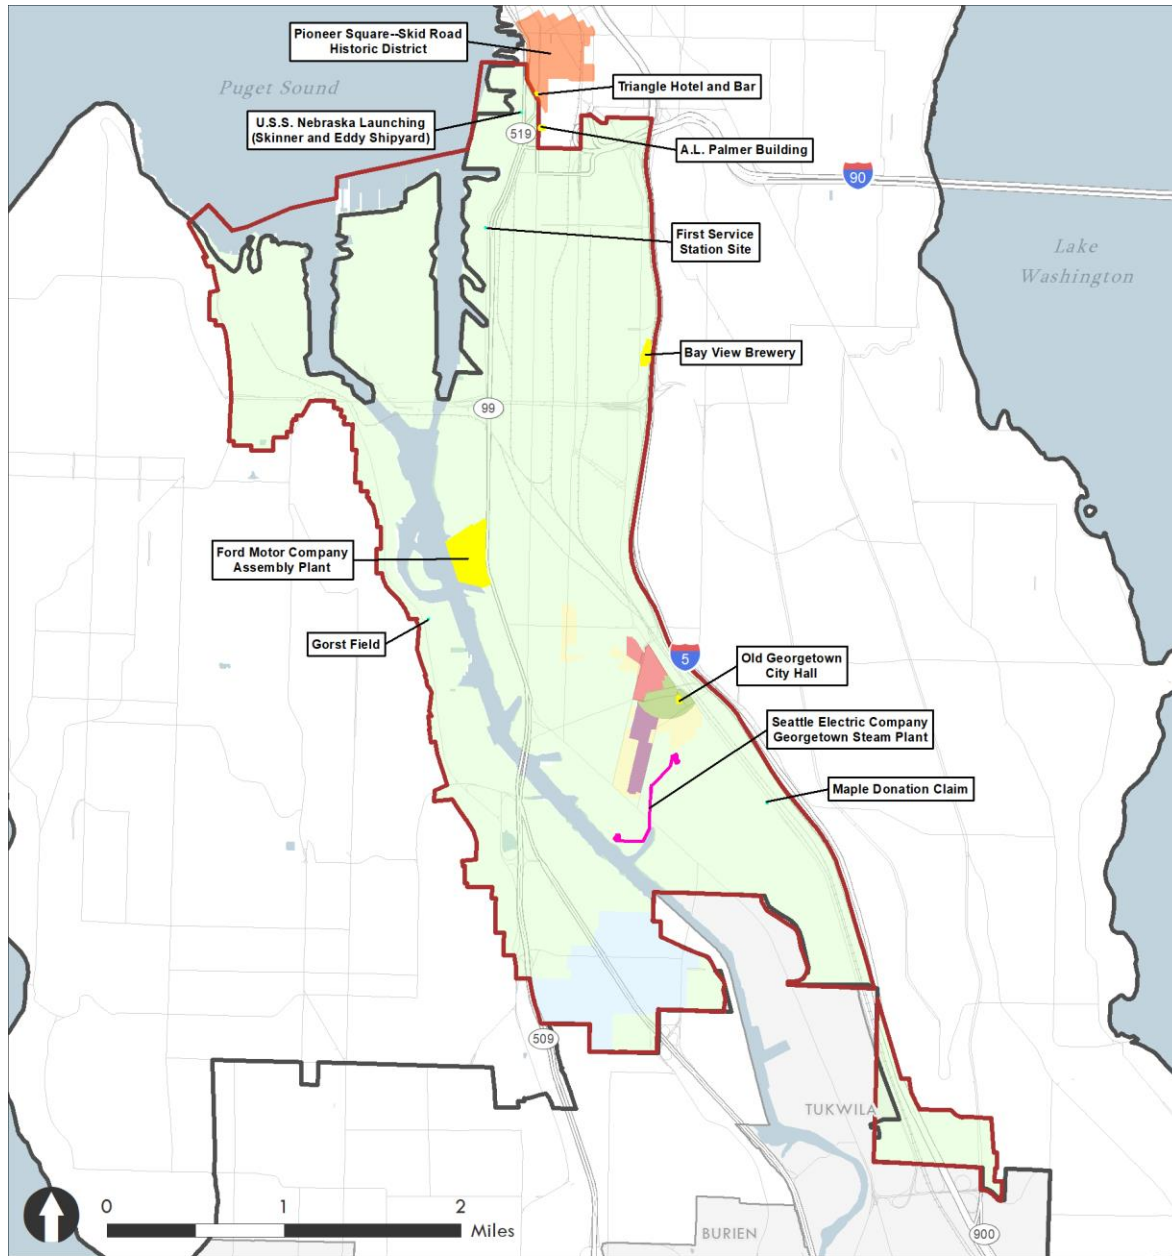 Pioneer Square--Skid Road
Historic District
Puget Sound
Triangle Hotel and Bar
U.S.S. Nebraska Launching
(Skinner and Eddy Shipyard)
519
A.L. Palmer Building
90
First Service
Station Site
Lake
Washington
Bay View Brewery
99
Ford Motor Company
Assembly Plant
Gorst Field
5
Old Georgetown
City Hall
Seattle Electric Company
Georgetown Steam Plant
Maple Donation Claim
509
TUKWILA
0
1
2
Miles
BURIEN
900